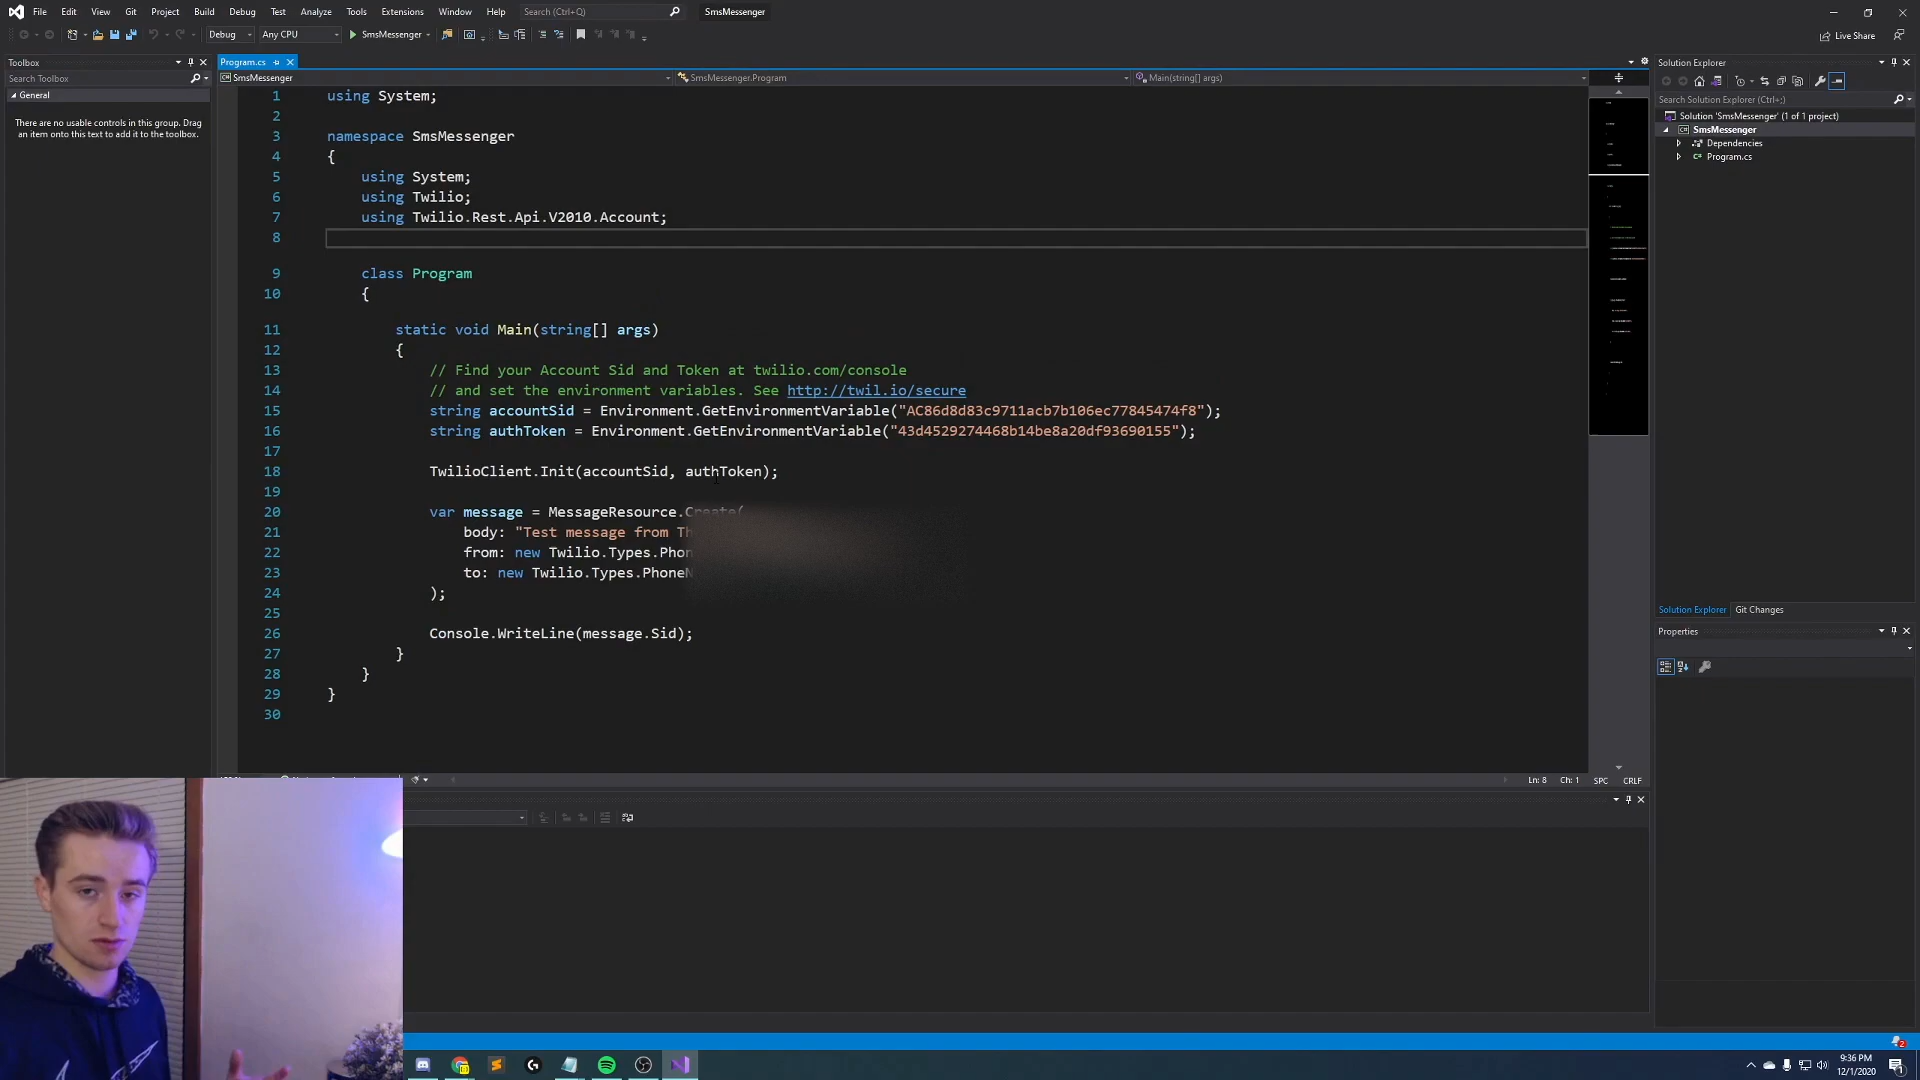 File Edit View Git Project Build Debug Test Analyze Tools Extensions Window Help Search (Ctrl+Q) SmsMessenger
Debug Any CPU SmsMessenger Live Share
Toolbox
Search Toolbox
General
There are no usable controls in this group. Drag
an item onto this text to add it to the toolbox.
Program.cs
SmsMessenger SmsMessenger.Program Main(string[] args)
1 using System;
2
3 namespace SmsMessenger
4 {
5 using System;
6 using Twilio;
7 using Twilio.Rest.Api.V2010.Account;
8
9 class Program
10 {
11 static void Main(string[] args)
12 {
13 // Find your Account Sid and Token at twilio.com/console
14 // and set the environment variables. See http://twil.io/secure
15 string accountSid = Environment.GetEnvironmentVariable("AC86d8d83c9711acb7b106ec77845474f8");
16 string authToken = Environment.GetEnvironmentVariable("43d4529274468b14be8a20df93690155");
17
18 TwilioClient.Init(accountSid, authToken);
19
20 var message = MessageResource.Create(
21 body: "Test message from
22 from: new Twilio.Types.
23 to: new Twilio.Types.
24 );
25
26 Console.WriteLine(message.Sid);
27 }
28 }
29 }
30
Ln: 8 Ch: 1 SPC CRLF
Solution Explorer
Search Solution Explorer (Ctrl+;)
Solution 'SmsMessenger' (1 of 1 project)
SmsMessenger
Dependencies
Program.cs
Solution Explorer Git Changes
Properties
2
9:36 PM
12/1/2020
1